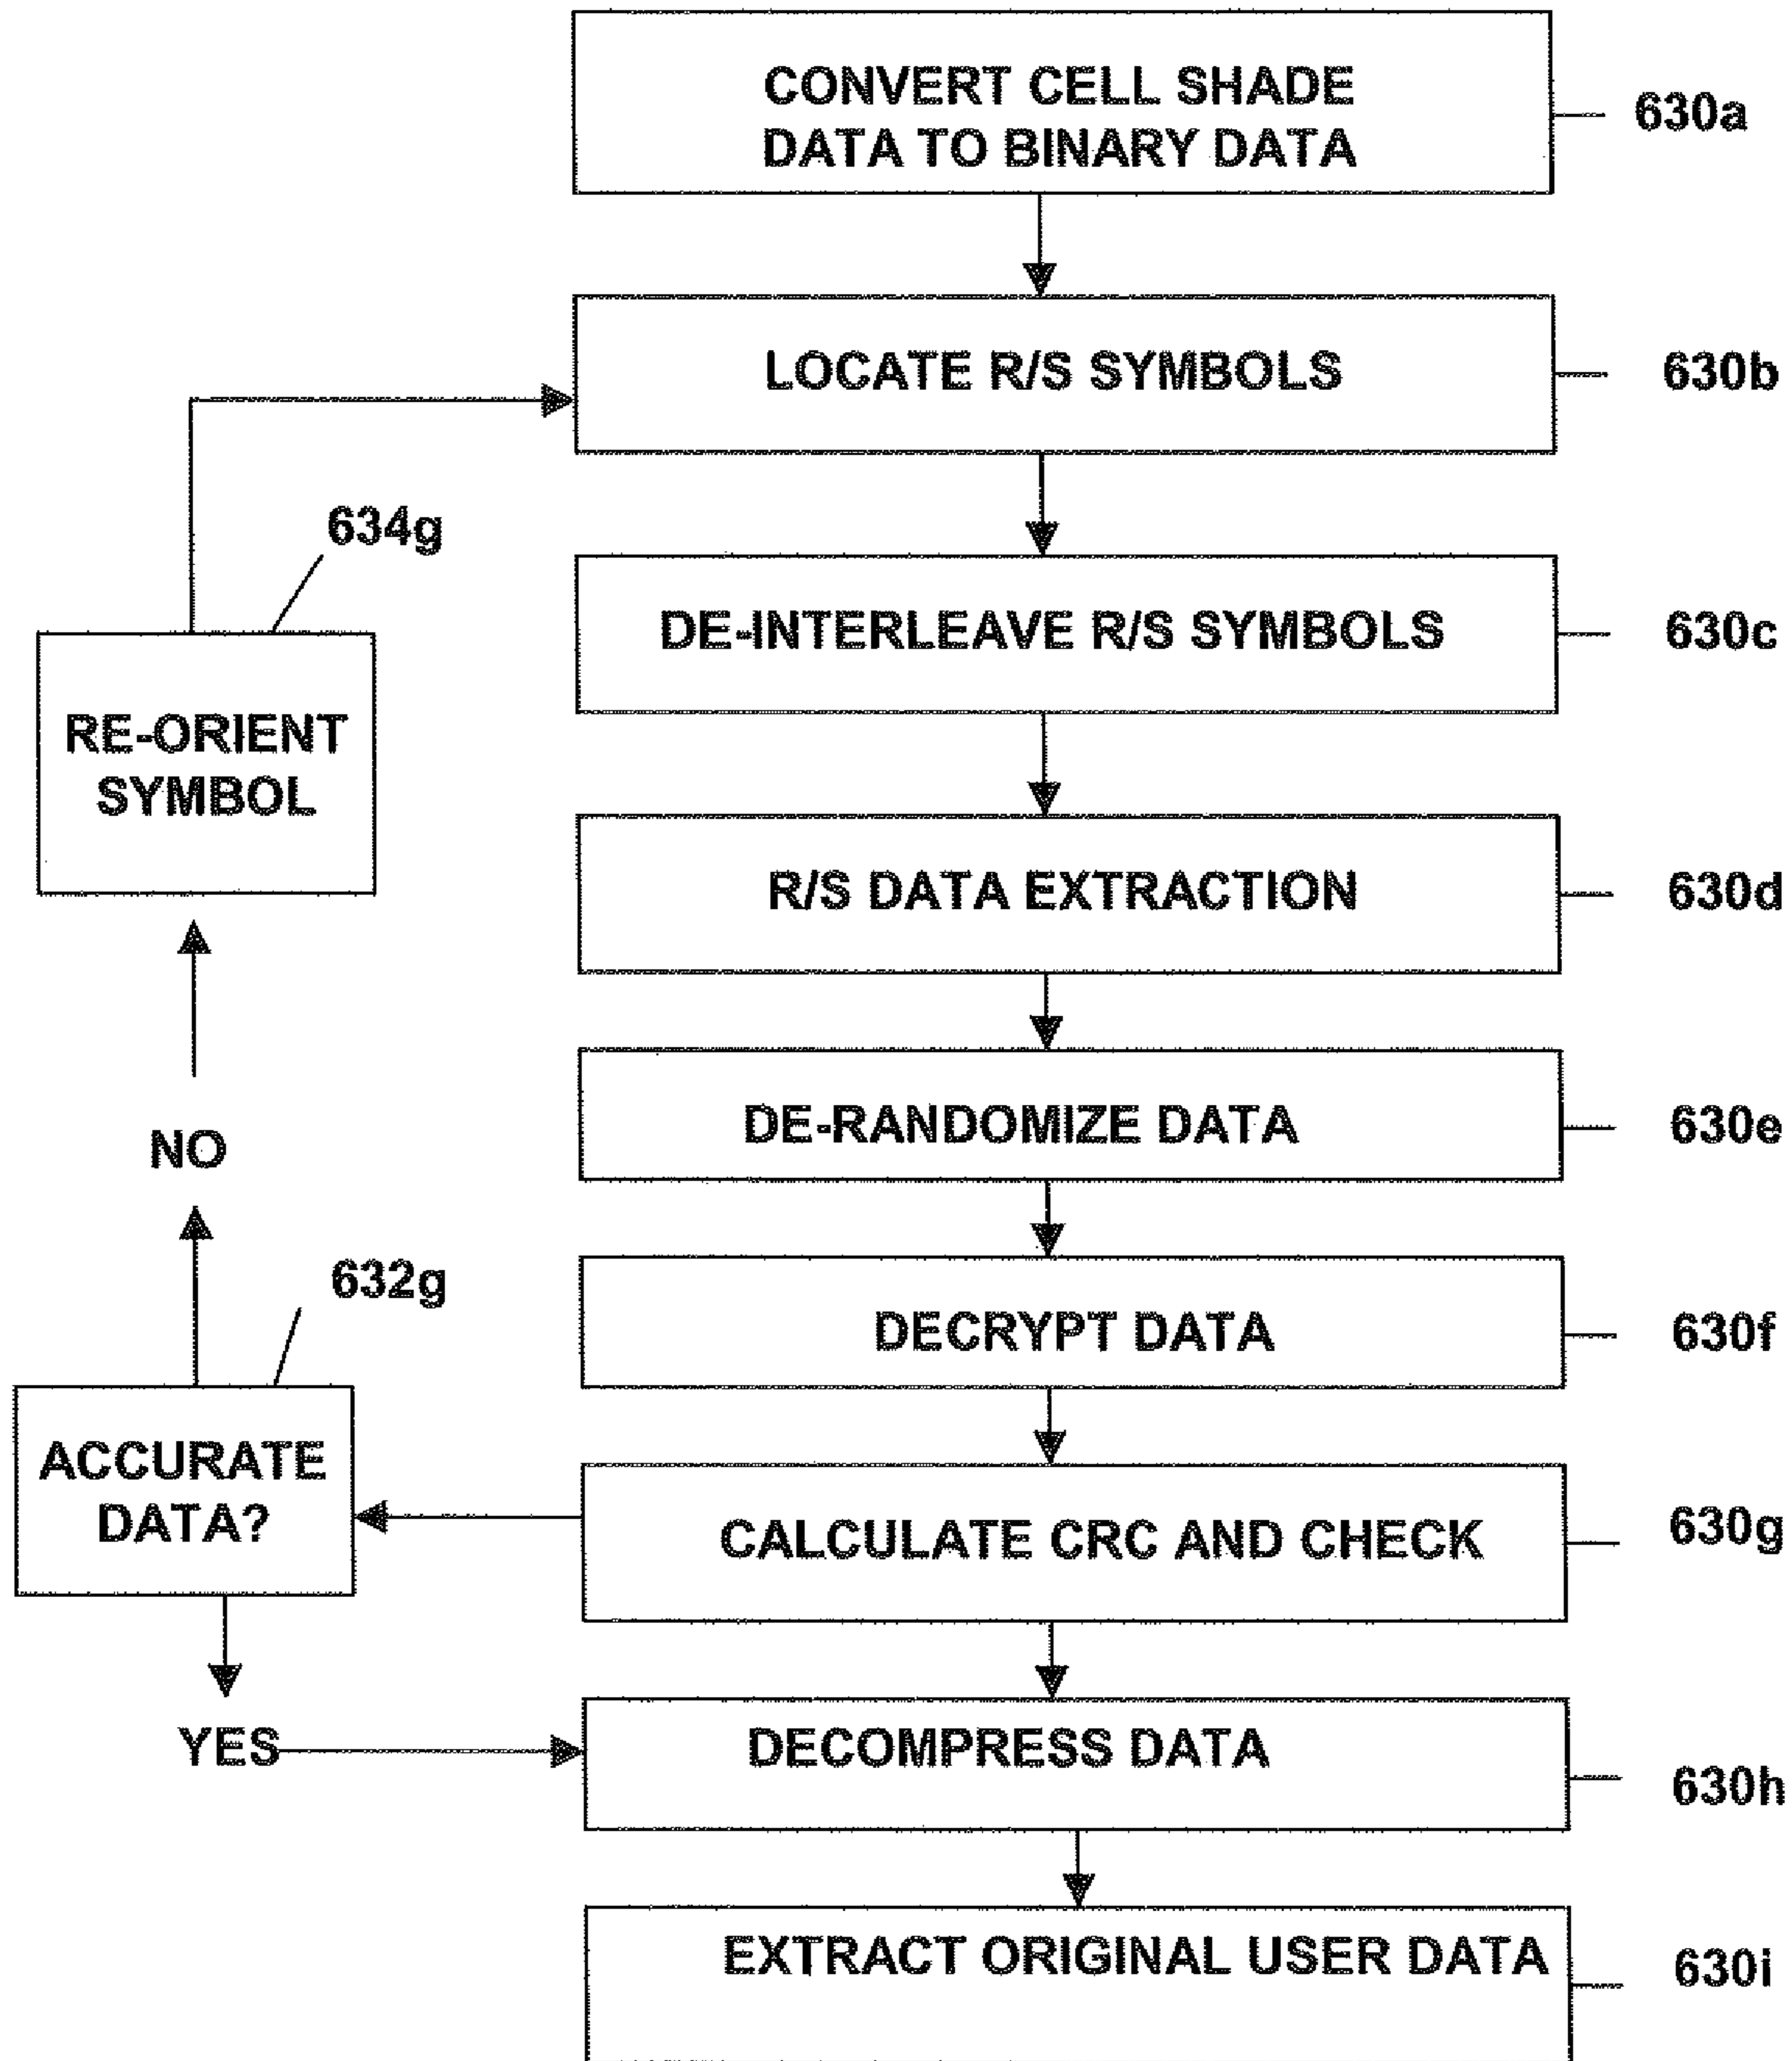 CONVERT CELL SHADE
DATA TO BINARY DATA
630a
LOCATE R/S SYMBOLS
630b
634g
DE-INTERLEAVE R/S SYMBOLS
630c
RE-ORIENT
SYMBOL
R/S DATA EXTRACTION
630d
DE-RANDOMIZE DATA
630e
NO
632g
DECRYPT DATA
630f
ACCURATE
DATA?
CALCULATE CRC AND CHECK
630g
YES
DECOMPRESS DATA
630h
EXTRACT ORIGINAL USER DATA
630i